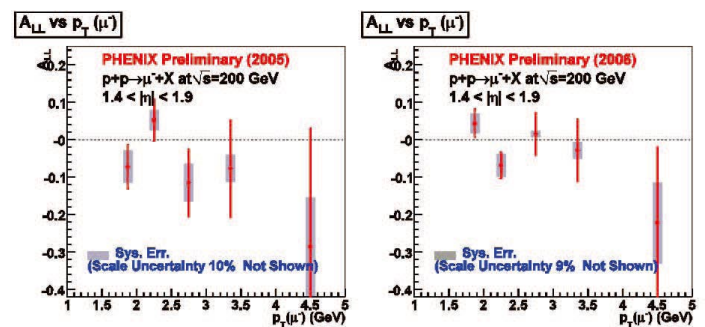 A_LL vs p_T (μ⁻)
A_LL
PHENIX Preliminary (2005)
p+p→μ⁻+X at√s=200 GeV
1.4 < |η| < 1.9
0.2
0.1
-0
-0.1
-0.2
-0.3
-0.4
Sys. Err.
(Scale Uncertainty 10% Not Shown)
1 1.5 2 2.5 3 3.5 4 4.5 5
p_T(μ⁻) (GeV)
A_LL vs p_T (μ⁻)
A_LL
PHENIX Preliminary (2006)
p+p→μ⁻+X at√s=200 GeV
1.4 < |η| < 1.9
0.2
0.1
-0
-0.1
-0.2
-0.3
-0.4
Sys. Err.
(Scale Uncertainty 9% Not Shown)
1 1.5 2 2.5 3 3.5 4 4.5 5
p_T(μ⁻) (GeV)